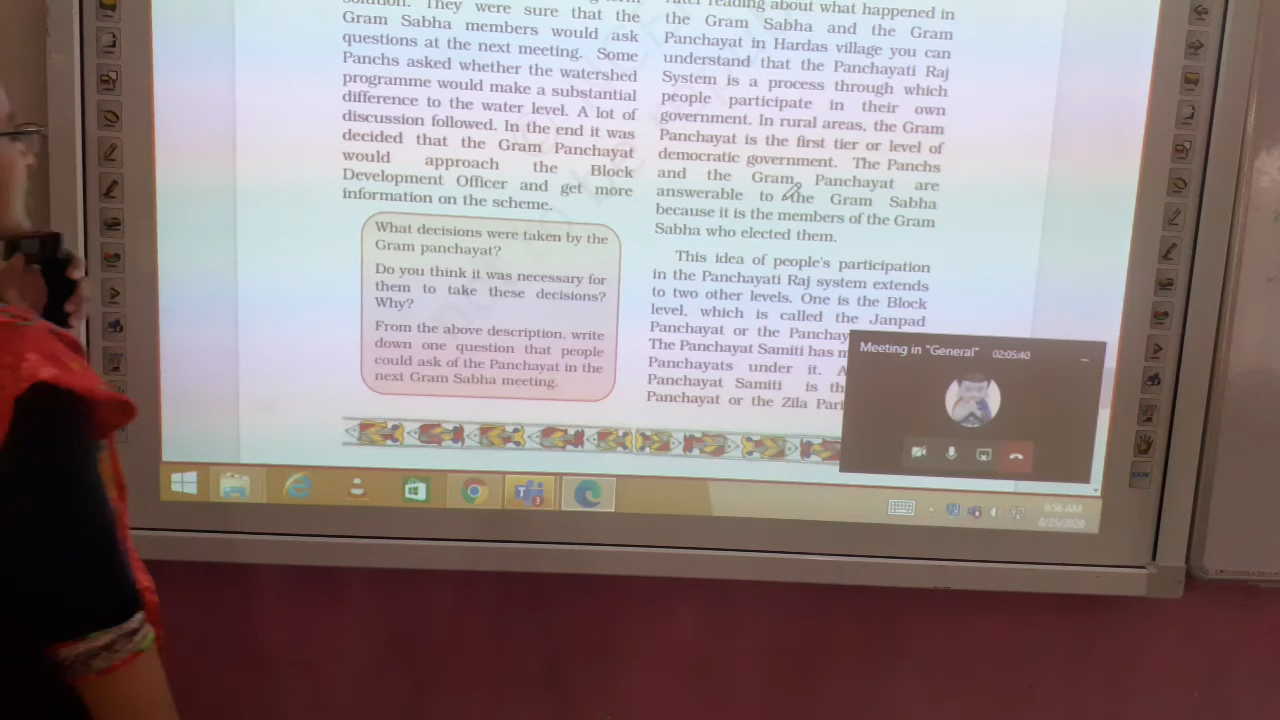 solution. They were sure that the
Gram Sabha members would ask
questions at the next meeting. Some
Panchs asked whether the watershed
programme would make a substantial
difference to the water level. A lot of
discussion followed. In the end it was
decided that the Gram Panchayat
would approach the Block
Development Officer and get more
information on the scheme.
What decisions were taken by the
Gram panchayat?
Do you think it was necessary for
them to take these decisions?
Why?
From the above description, write
down one question that people
could ask of the Panchayat in the
next Gram Sabha meeting.
After reading about what happened in
the Gram Sabha and the Gram
Panchayat in Hardas village you can
understand that the Panchayati Raj
System is a process through which
people participate in their own
government. In rural areas, the Gram
Panchayat is the first tier or level of
democratic government. The Panchs
and the Gram Panchayat are
answerable to the Gram Sabha
because it is the members of the Gram
Sabha who elected them.
This idea of people's participation
in the Panchayati Raj system extends
to two other levels. One is the Block
level, which is called the Janpad
Panchayat or the Panchay
The Panchayat Samiti has m
Panchayats under it. A
Panchayat Samiti is th
Panchayat or the Zila Pari
Meeting in "General" 02:05:40
9:56 AM
8/25/2020